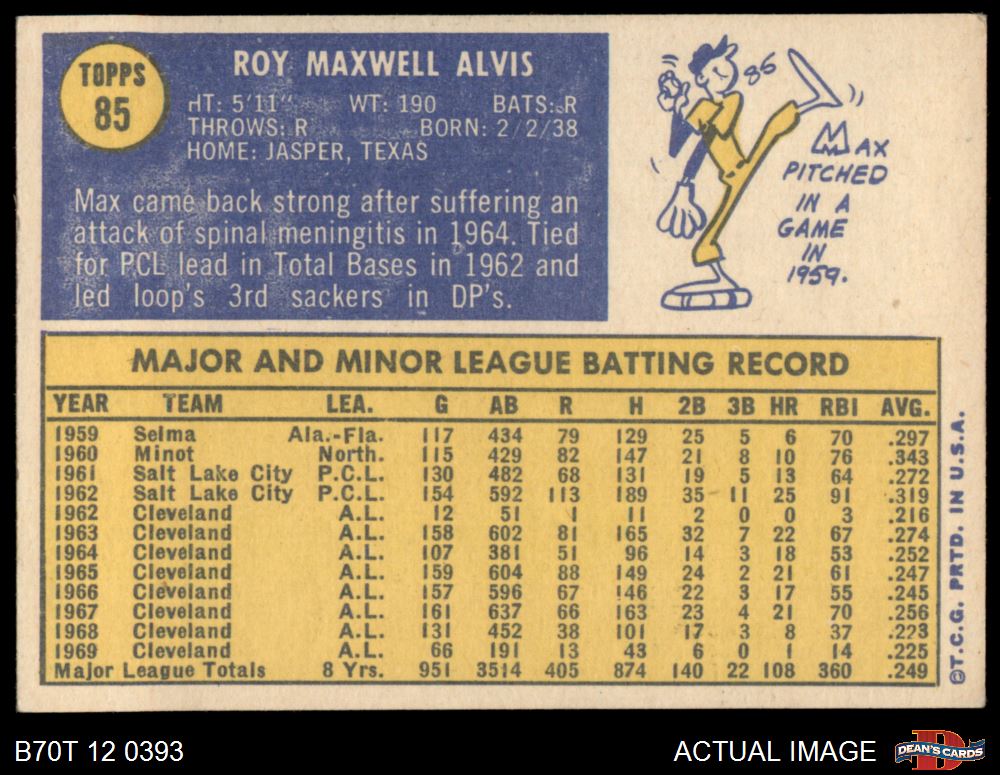 TOPPS
85
ROY MAXWELL ALVIS
HT: 5'11" WT: 190 BATS: R
THROWS: R BORN: 2/2/38
HOME: JASPER, TEXAS
Max came back strong after suffering an
attack of spinal meningitis in 1964. Tied
for PCL lead in Total Bases in 1962 and
led loop's 3rd sackers in DP's.
85
MAX
PITCHED
IN A
GAME
IN
1959.
MAJOR AND MINOR LEAGUE BATTING RECORD
YEAR TEAM LEA. G AB R H 2B 3B HR RBI AVG.
1959 Selma Ala.-Fla. 117 434 79 129 25 5 6 70 .297
1960 Minot North. 115 429 82 147 21 8 10 76 .343
1961 Salt Lake City P.C.L. 130 482 68 131 19 5 13 64 .272
1962 Salt Lake City P.C.L. 154 592 113 189 35 11 25 91 .319
1962 Cleveland A.L. 12 51 1 11 2 0 0 3 .216
1963 Cleveland A.L. 158 602 81 165 32 7 22 67 .274
1964 Cleveland A.L. 107 381 51 96 14 3 18 53 .252
1965 Cleveland A.L. 159 604 88 149 24 2 21 61 .247
1966 Cleveland A.L. 157 596 67 146 22 3 17 55 .245
1967 Cleveland A.L. 161 637 66 163 23 4 21 70 .256
1968 Cleveland A.L. 131 452 38 101 17 3 8 37 .223
1969 Cleveland A.L. 66 191 13 43 6 0 1 14 .225
Major League Totals 8 Yrs. 951 3514 405 874 140 22 108 360 .249
©T.C.G. PRTD. IN U.S.A.
B70T 12 0393
ACTUAL IMAGE
DEAN'S CARDS